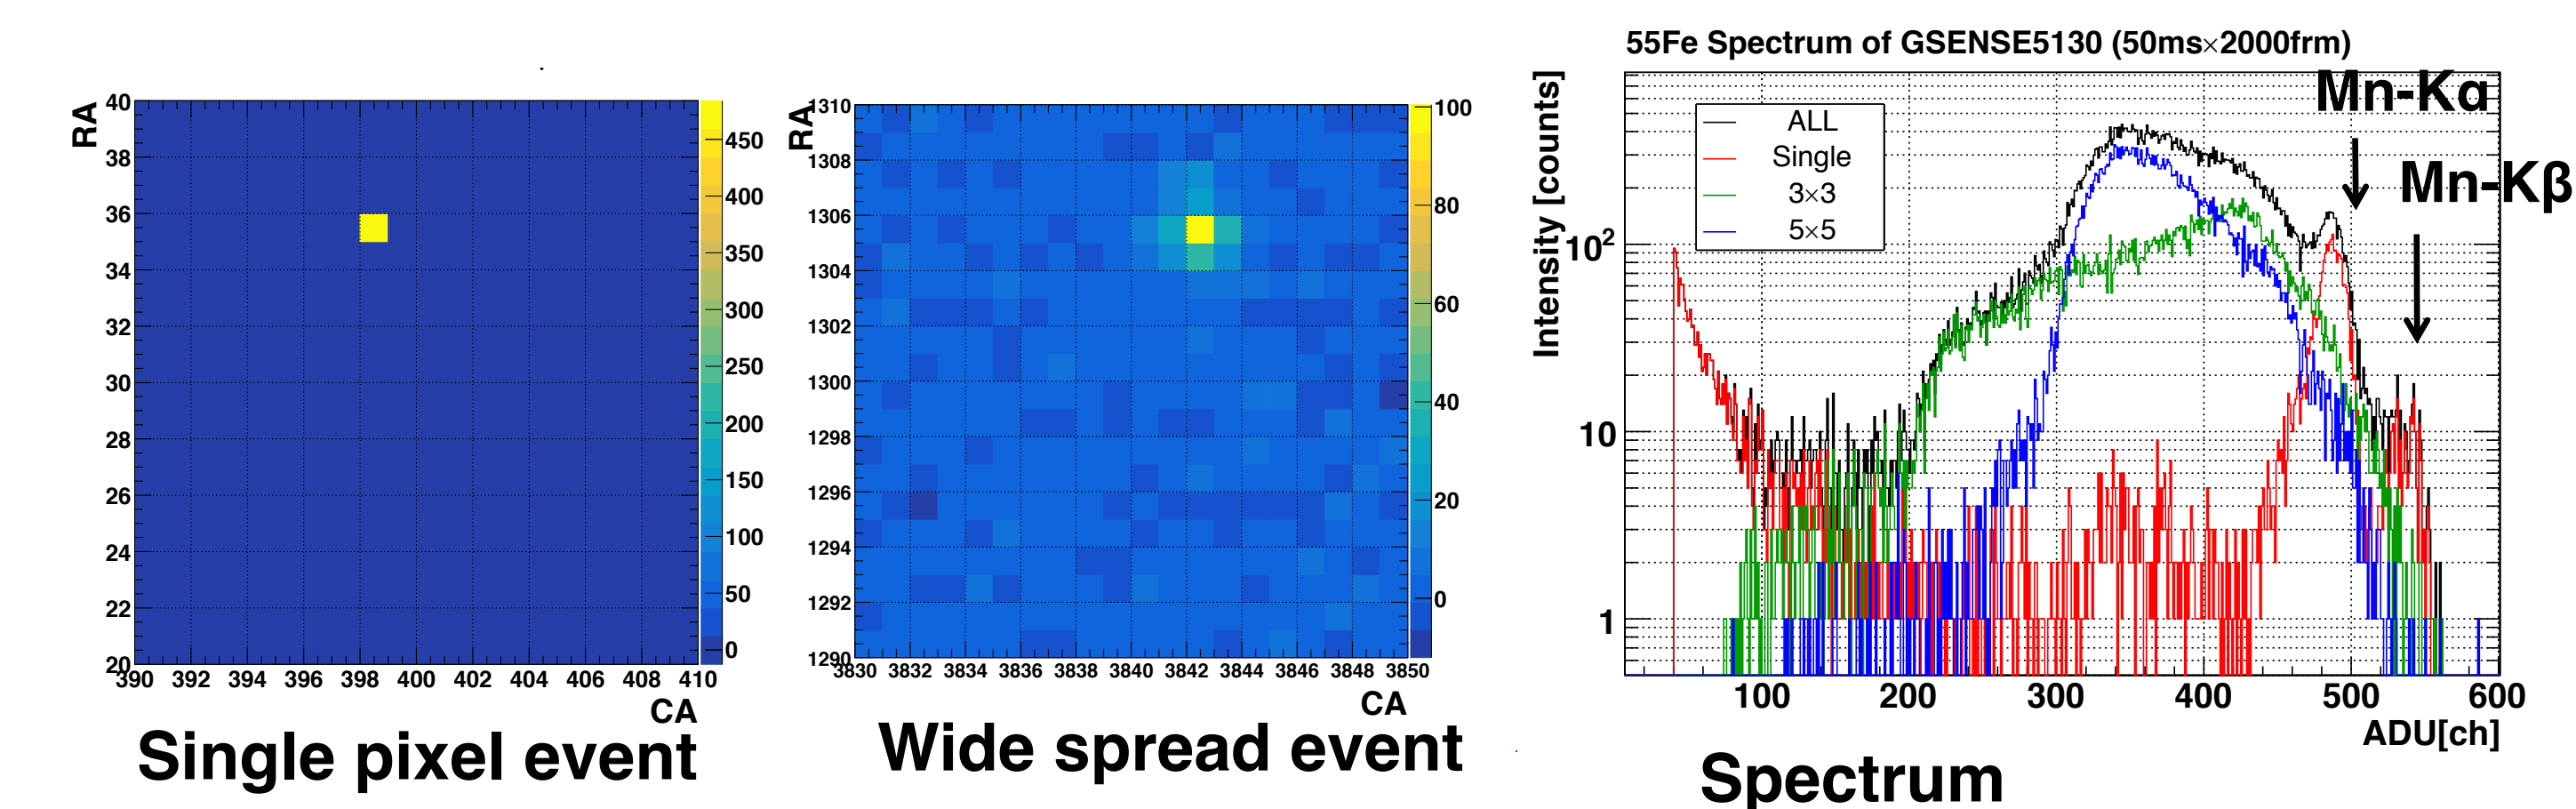 RA
40
38
36
34
32
30
28
26
24
22
20
390 392 394 396 398 400 402 404 406 408 410
CA
450
400
350
300
250
200
150
100
50
0
Single pixel event
RA
1310
1308
1306
1304
1302
1300
1298
1296
1294
1292
1290
3830 3832 3834 3836 3838 3840 3842 3844 3846 3848 3850
CA
100
80
60
40
20
0
Wide spread event
55Fe Spectrum of GSENSE5130 (50ms×2000frm)
Mn-Kα
Mn-Kβ
ALL
Single
3×3
5×5
Intensity [counts]
10²
10
1
100 200 300 400 500 600
ADU[ch]
Spectrum